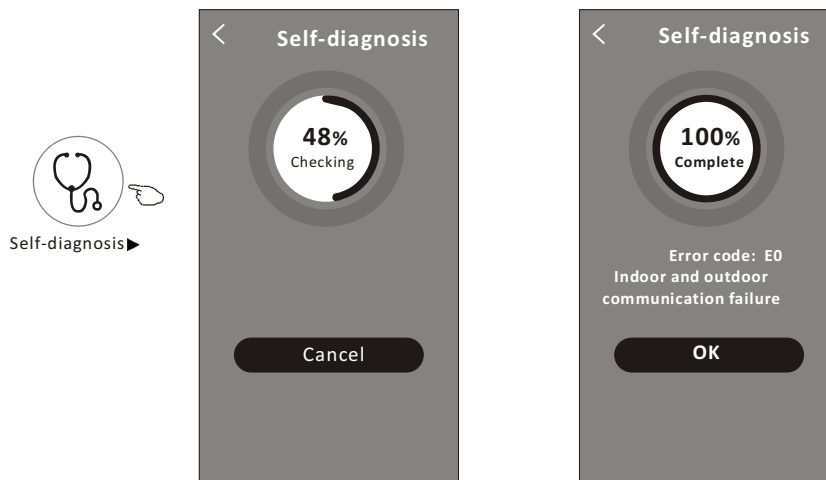 Self-diagnosis▶
Self-diagnosis
48%
Checking
Cancel
Self-diagnosis
100%
Complete
Error code: E0
Indoor and outdoor
communication failure
OK